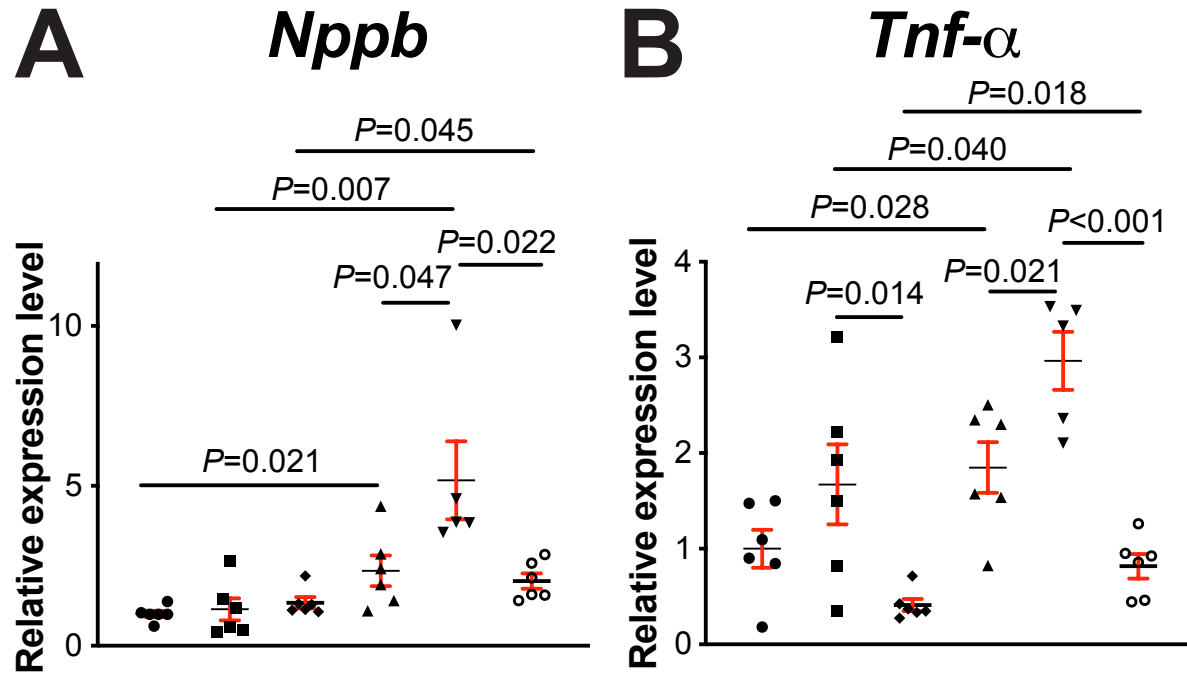 A
Nppb
P=0.045
P=0.007
P=0.022
P=0.047
P=0.021
Relative expression level
10
5
0
B
Tnf-α
P=0.018
P=0.040
P=0.028
P<0.001
P=0.021
P=0.014
Relative expression level
4
3
2
1
0